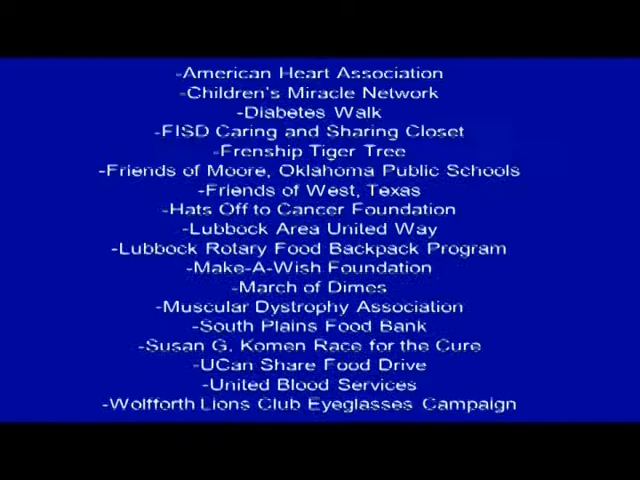 -American Heart Association
-Children's Miracle Network
-Diabetes Walk
-FISD Caring and Sharing Closet
-Frenship Tiger Tree
-Friends of Moore, Oklahoma Public Schools
-Friends of West, Texas
-Hats Off to Cancer Foundation
-Lubbock Area United Way
-Lubbock Rotary Food Backpack Program
-Make-A-Wish Foundation
-March of Dimes
-Muscular Dystrophy Association
-South Plains Food Bank
-Susan G. Komen Race for the Cure
-UCan Share Food Drive
-United Blood Services
-Wolfforth Lions Club Eyeglasses Campaign